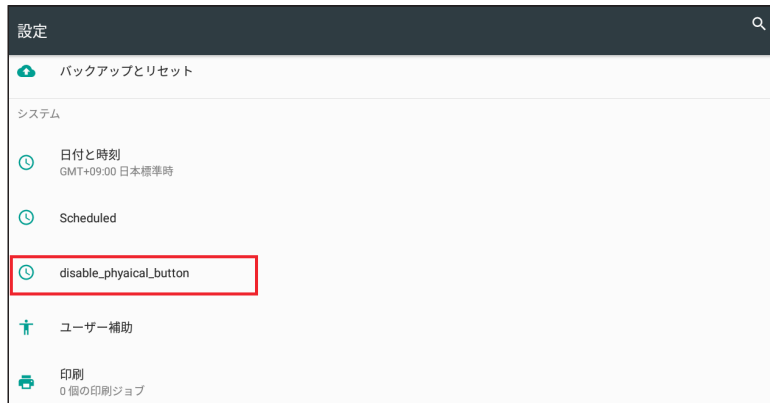 設定
バックアップとリセット
システム
日付と時刻
GMT+09:00 日本標準時
Scheduled
disable_phyaical_button
ユーザー補助
印刷
0 個の印刷ジョブ